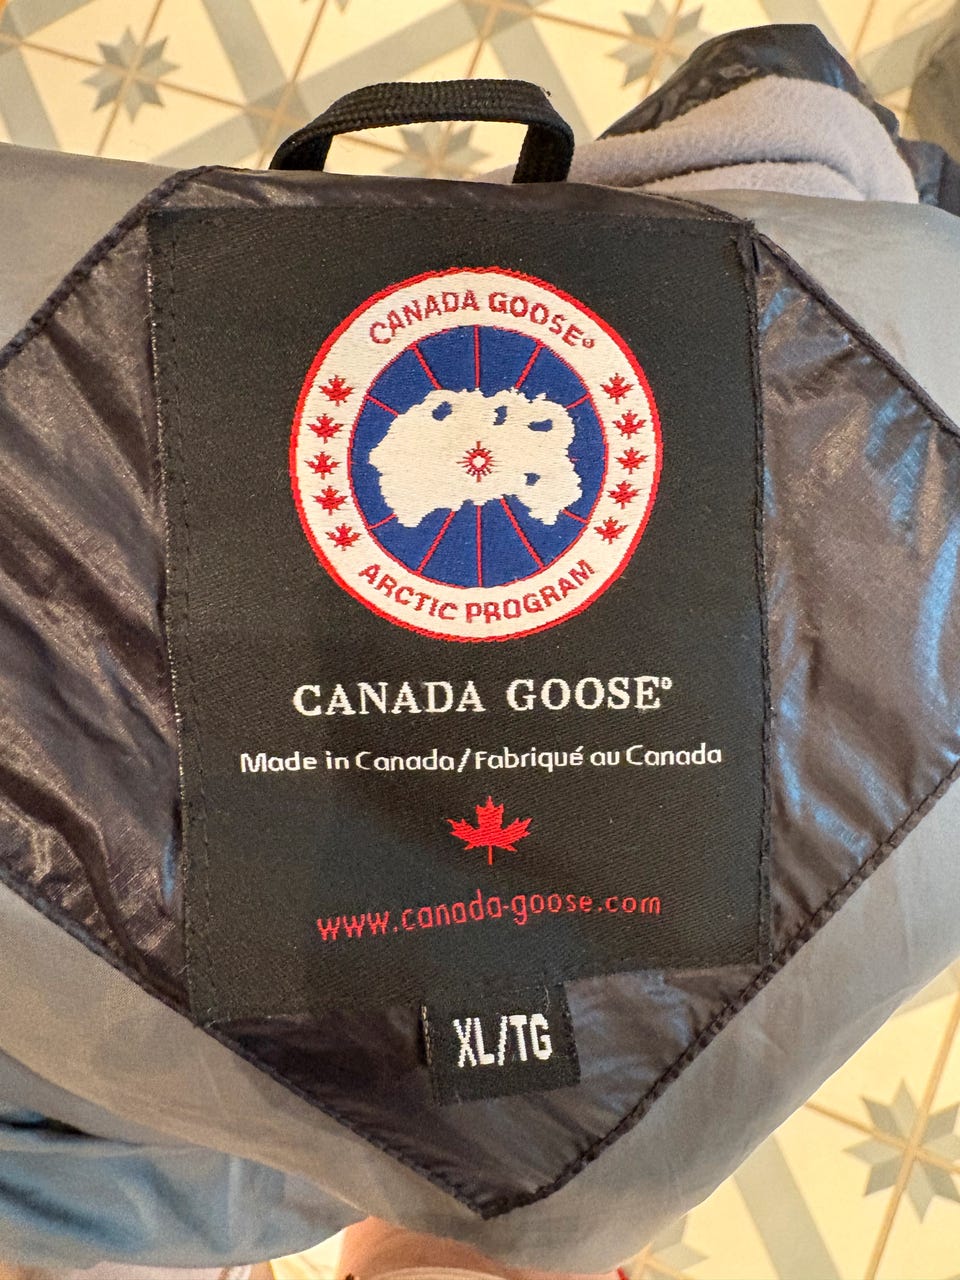 CANADA GOOSE®
ARCTIC PROGRAM
CANADA GOOSE®
Made in Canada/Fabriqué au Canada
www.canada-goose.com
XL/TG